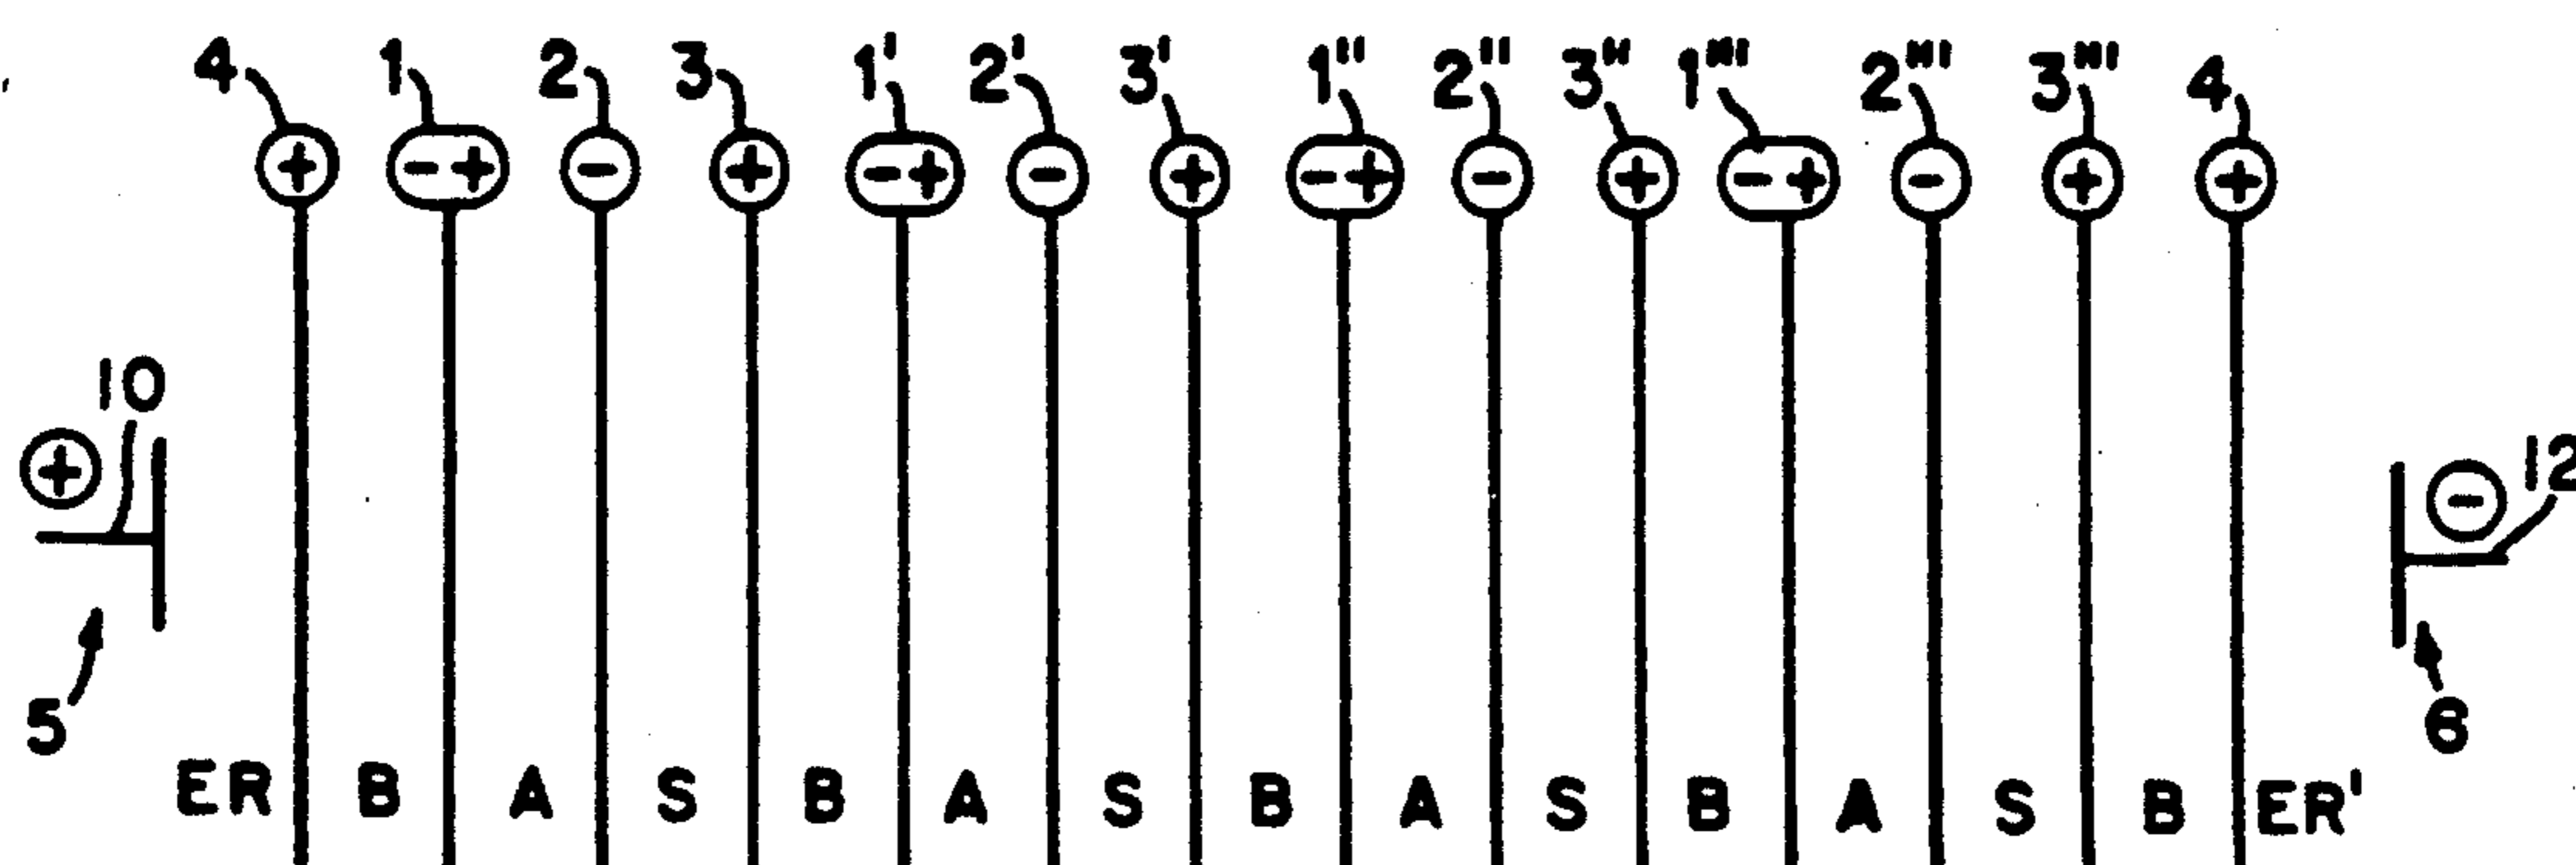 4 1 2 3 1' 2' 3' 1" 2" 3" 1"' 2"' 3"' 4
+ - + - + - + - + - + - + - + - + +
10
+ - 12
5 6
ER B A S B A S B A S B A S B ER'